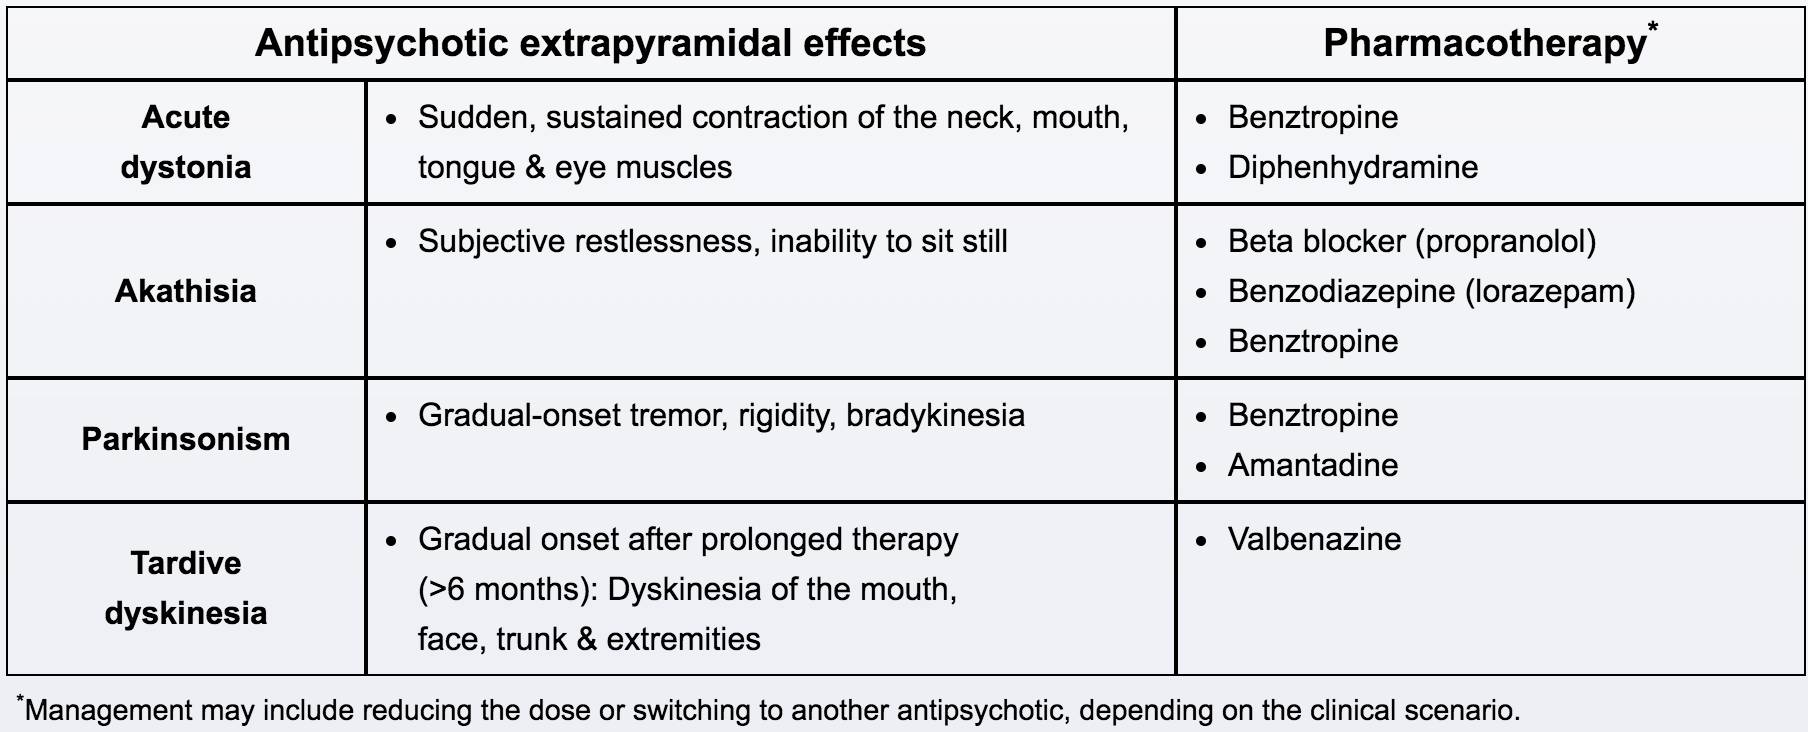 Antipsychotic extrapyramidal effects
Pharmacotherapy*
Acute
dystonia
• Sudden, sustained contraction of the neck, mouth,
tongue & eye muscles
• Benztropine
• Diphenhydramine
Akathisia
• Subjective restlessness, inability to sit still
• Beta blocker (propranolol)
• Benzodiazepine (lorazepam)
• Benztropine
Parkinsonism
• Gradual-onset tremor, rigidity, bradykinesia
• Benztropine
• Amantadine
Tardive
dyskinesia
• Gradual onset after prolonged therapy
(>6 months): Dyskinesia of the mouth,
face, trunk & extremities
• Valbenazine
*Management may include reducing the dose or switching to another antipsychotic, depending on the clinical scenario.